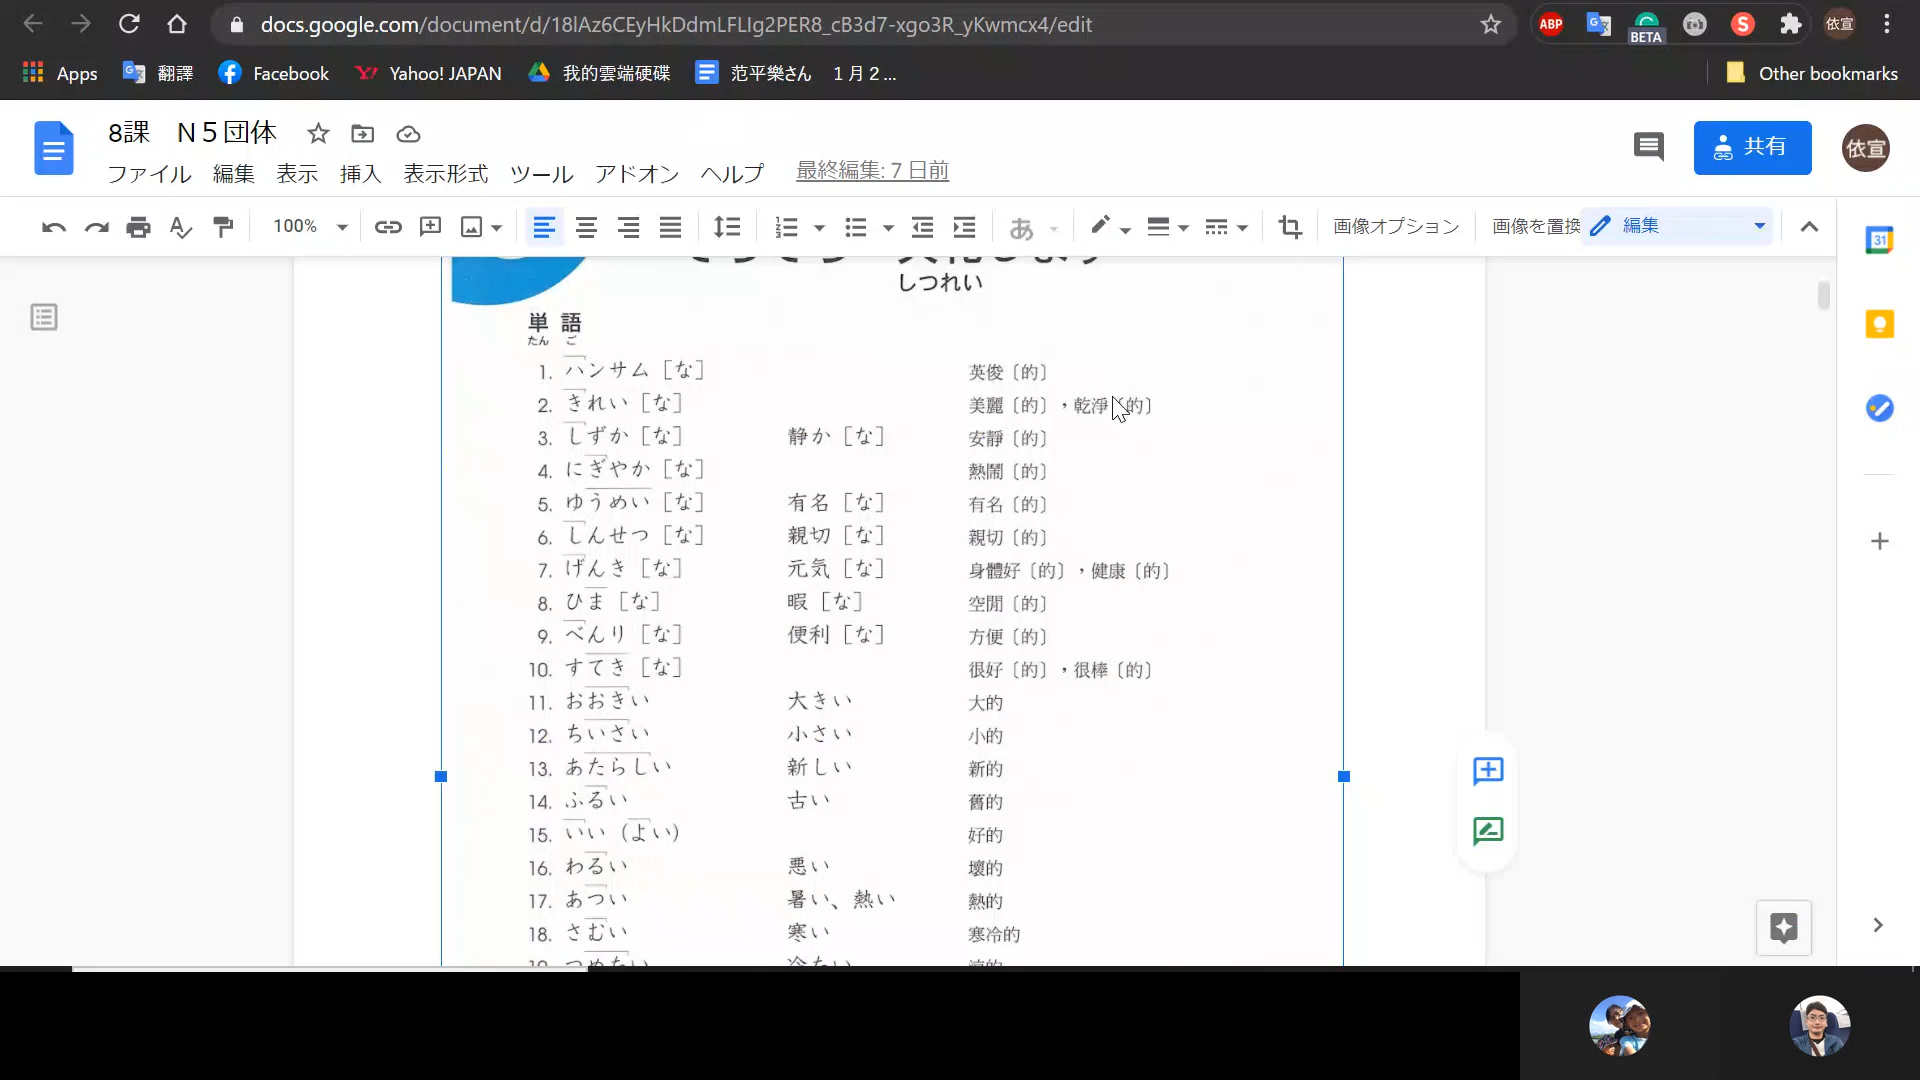 docs.google.com/document/d/18lAz6CEyHkDdmLFLIg2PER8_cB3d7-xgo3R_yKwmcx4/edit
ABP
BETA
依宣
Apps
翻譯
Facebook
Yahoo! JAPAN
我的雲端硬碟
范平樂さん １月２...
Other bookmarks
8課 Ｎ５団体
共有
依宣
ファイル 編集 表示 挿入 表示形式 ツール アドオン ヘルプ 最終編集: 7 日前
100% あ 画像オプション 画像を置換 編集
31
しつれい
単語
たん ご
1. ハンサム［な］ 英俊〔的〕
2. きれい［な］ 美麗〔的〕，乾淨〔的〕
3. しずか［な］ 静か［な］ 安靜〔的〕
4. にぎやか［な］ 熱鬧〔的〕
5. ゆうめい［な］ 有名［な］ 有名〔的〕
6. しんせつ［な］ 親切［な］ 親切〔的〕
7. げんき［な］ 元気［な］ 身體好〔的〕，健康〔的〕
8. ひま［な］ 暇［な］ 空閒〔的〕
9. べんり［な］ 便利［な］ 方便〔的〕
10. すてき［な］ 很好〔的〕，很棒〔的〕
11. おおきい 大きい 大的
12. ちいさい 小さい 小的
13. あたらしい 新しい 新的
14. ふるい 古い 舊的
15. いい（よい） 好的
16. わるい 悪い 壞的
17. あつい 暑い、熱い 熱的
18. さむい 寒い 寒冷的